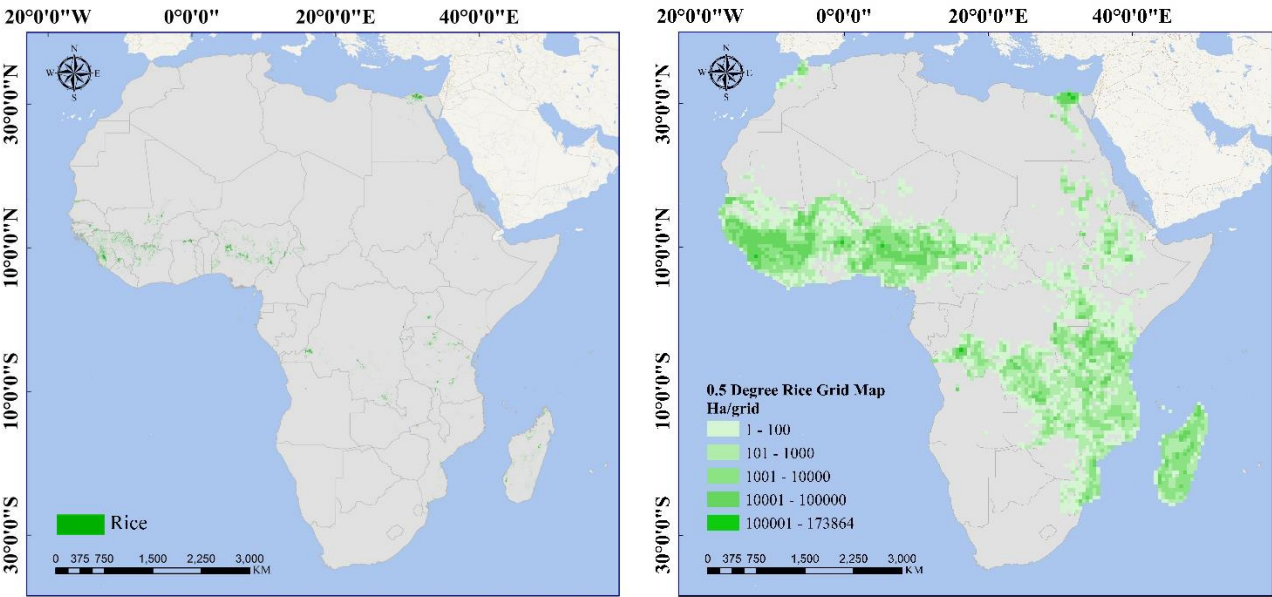 20°0'0"W 0°0'0" 20°0'0"E 40°0'0"E
N
W E
S
30°0'0"N
10°0'0"N
10°0'0"S
30°0'0"S
Rice
0 375 750 1,500 2,250 3,000
KM
20°0'0"W 0°0'0" 20°0'0"E 40°0'0"E
N
W E
S
30°0'0"N
10°0'0"N
10°0'0"S
30°0'0"S
0.5 Degree Rice Grid Map
Ha/grid
1 - 100
101 - 1000
1001 - 10000
10001 - 100000
100001 - 173864
0 375 750 1,500 2,250 3,000
KM